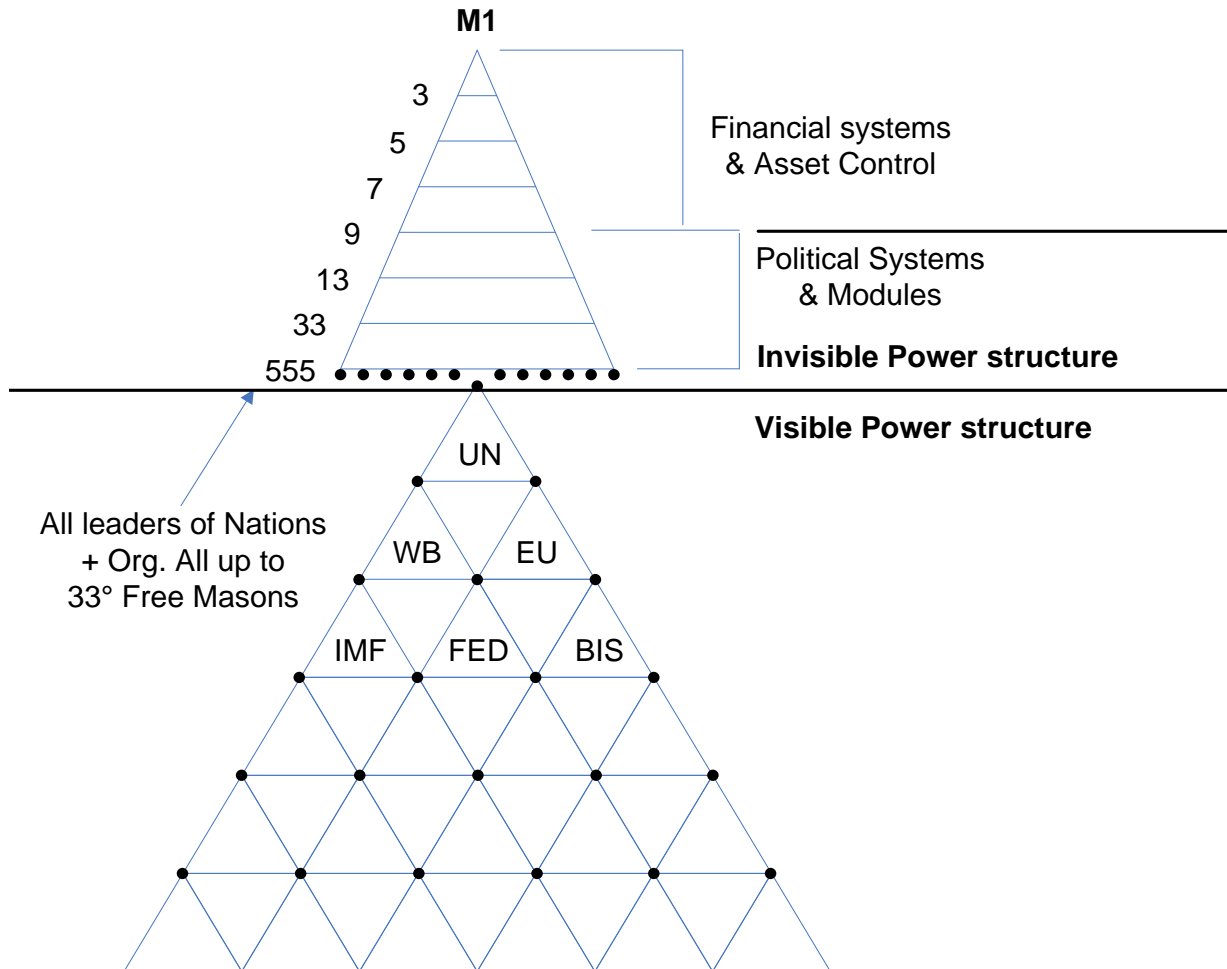 M1
3
5
7
9
13
33
555
Financial systems
& Asset Control
Political Systems
& Modules
Invisible Power structure
Visible Power structure
All leaders of Nations
+ Org. All up to
33° Free Masons
UN
WB EU
IMF FED BIS